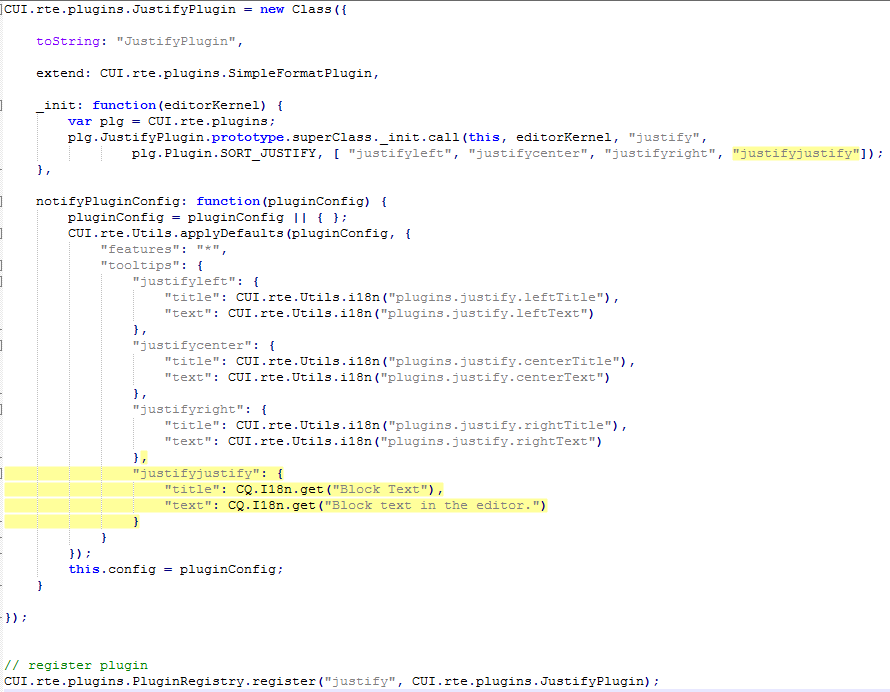 CUI.rte.plugins.JustifyPlugin = new Class({
toString: "JustifyPlugin",
extend: CUI.rte.plugins.SimpleFormatPlugin,
_init: function(editorKernel) {
var plg = CUI.rte.plugins;
plg.JustifyPlugin.prototype.superClass._init.call(this, editorKernel, "justify",
plg.Plugin.SORT_JUSTIFY, [ "justifyleft", "justifycenter", "justifyright", "justifyjustify"]);
},
notifyPluginConfig: function(pluginConfig) {
pluginConfig = pluginConfig || { };
CUI.rte.Utils.applyDefaults(pluginConfig, {
"features": "*",
"tooltips": {
"justifyleft": {
"title": CUI.rte.Utils.i18n("plugins.justify.leftTitle"),
"text": CUI.rte.Utils.i18n("plugins.justify.leftText")
},
"justifycenter": {
"title": CUI.rte.Utils.i18n("plugins.justify.centerTitle"),
"text": CUI.rte.Utils.i18n("plugins.justify.centerText")
},
"justifyright": {
"title": CUI.rte.Utils.i18n("plugins.justify.rightTitle"),
"text": CUI.rte.Utils.i18n("plugins.justify.rightText")
},
"justifyjustify": {
"title": CQ.I18n.get("Block Text"),
"text": CQ.I18n.get("Block text in the editor.")
}
}
});
this.config = pluginConfig;
}
});
// register plugin
CUI.rte.plugins.PluginRegistry.register("justify", CUI.rte.plugins.JustifyPlugin);